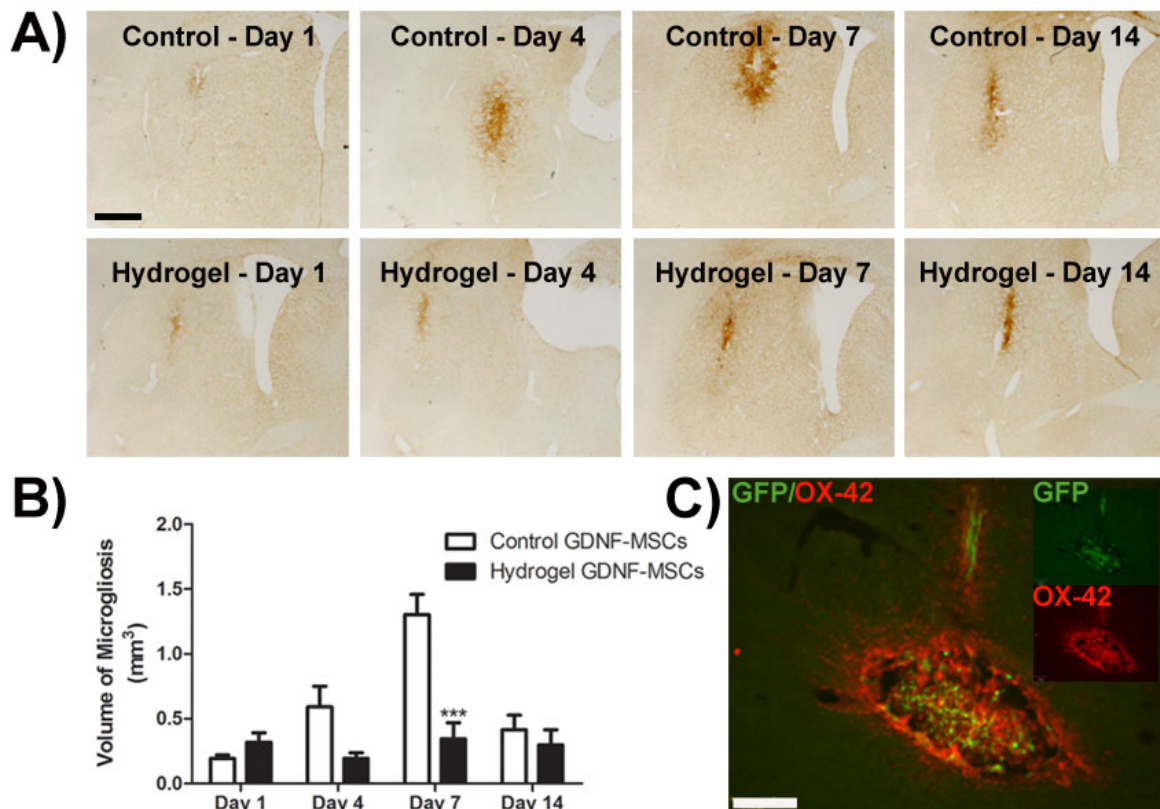 A)
Control - Day 1
Control - Day 4
Control - Day 7
Control - Day 14
Hydrogel - Day 1
Hydrogel - Day 4
Hydrogel - Day 7
Hydrogel - Day 14
B)
Volume of Microgliosis
(mm³)
2.0
1.5
1.0
0.5
0.0
Control GDNF-MSCs
Hydrogel GDNF-MSCs
***
Day 1
Day 4
Day 7
Day 14
C)
GFP/OX-42
GFP
OX-42